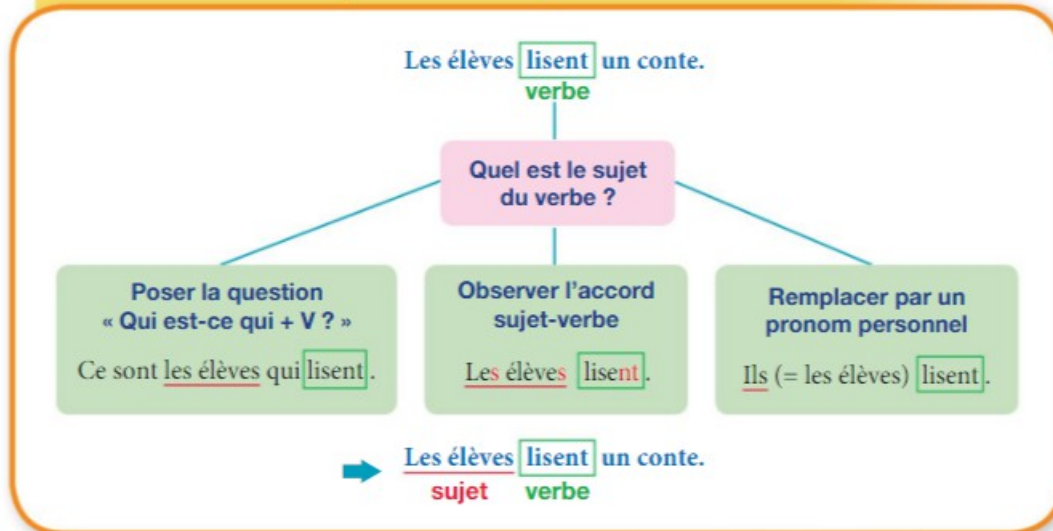 Les élèves lisent un conte.
verbe
Quel est le sujet
du verbe ?
Poser la question
« Qui est-ce qui + V ? »
Ce sont les élèves qui lisent.
Observer l’accord
sujet-verbe
Les élèves lisent.
Remplacer par un
pronom personnel
Ils (= les élèves) lisent.
Les élèves lisent un conte.
sujet verbe